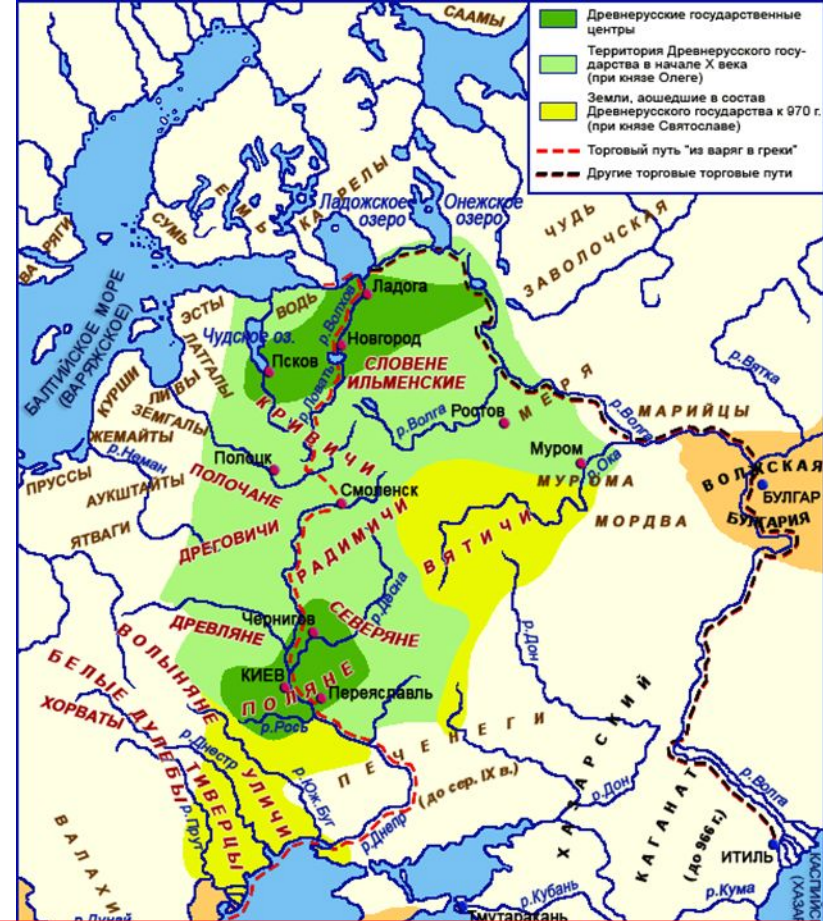 СААМЫ
Древнерусские государственные
центры
Территория Древнерусского госу-
дарства в начале X века
(при князе Олеге)
Земли, аошедшие в состав
Древнерусского государства к 970 г.
(при князе Святославе)
Торговый путь "из варяг в греки"
Другие торговые торговые пути
ВАРЯГИ
СУМЬ
ЕМЬ
КАРЕЛЫ
Ладожское
озеро
Онежское
озеро
ЧУДЬ
ЗАВОЛОЧСКАЯ
БАЛТИЙСКОЕ МОРЕ
(ВАРЯЖСКОЕ)
ЭСТЫ
ВОДЬ
р.Волхов
Ладога
Чудское оз.
Новгород
Псков
СЛОВЕНЕ
ИЛЬМЕНСКИЕ
ЛАТГАЛЫ
ЛИВЫ
КУРШИ
ЗЕМГАЛЫ
ЖЕМАЙТЫ
р.Ловать
КРИВИЧИ
р.Волга
Ростов
МЕРЯ
р.Волга
р.Вятка
МАРИЙЦЫ
р.Неман
ПРУССЫ
АУКШТАЙТЫ
ЯТВАГИ
Полоцк
ПОЛОЧАНЕ
Смоленск
Муром
р.Ока
МУРОМА
МОРДВА
ВОЛЖСКАЯ
БУЛГАР
БУЛГАРИЯ
ДРЕГОВИЧИ
РАДИМИЧИ
ВЯТИЧИ
р.Десна
Чернигов
СЕВЕРЯНЕ
ДРЕВЛЯНЕ
р.Дон
КИЕВ
ПОЛЯНЕ
Переяславль
р.Рось
ВОЛЫНЯНЕ
БЕЛЫЕ
ХОРВАТЫ
ДУЛЕБЫ
р.Днестр
УЛИЧИ
ТИВЕРЦЫ
р.Прут
р.Юж.Буг
ПЕЧЕНЕГИ
(до сер. IX в.)
р.Днепр
р.Дон
ХАЗАРСКИЙ
КАГАНАТ
(до 966 г.)
р.Волга
ИТИЛЬ
ВАЛАХИ
р.Дунай
р.Кубань
р.Кума
Тмутаракань
КАСПИЙС
(ХАЗАР